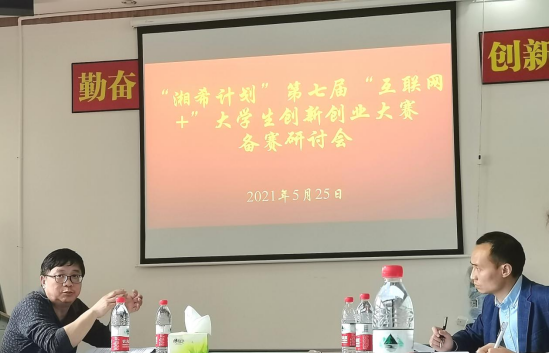 勤奋
创新
“湘希计划”第七届“互联网
+”大学生创新创业大赛
备赛研讨会
2021年5月25日